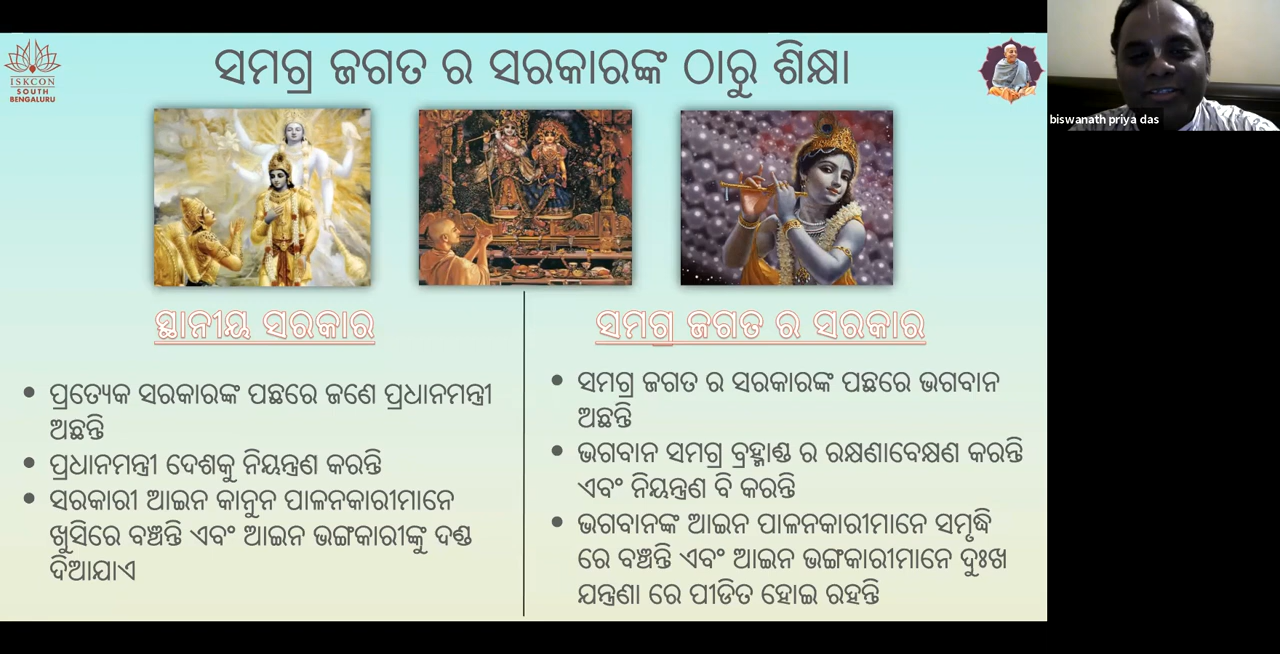 ସମଗ୍ର ଜଗତ ର ସରକାରଙ୍କ ଠାରୁ ଶିକ୍ଷା
ISKCON
SOUTH
BENGALURU
biswanath priya das
ସ୍ଥାନୀୟ ସରକାର
ପ୍ରତ୍ୟେକ ସରକାରଙ୍କ ପଛରେ ଜଣେ ପ୍ରଧାନମନ୍ତ୍ରୀ
ଅଛନ୍ତି
ପ୍ରଧାନମନ୍ତ୍ରୀ ଦେଶକୁ ନିୟନ୍ତ୍ରଣ କରନ୍ତି
ସରକାରୀ ଆଇନ କାନୁନ ପାଳନକାରୀମାନେ
ଖୁସିରେ ବଞ୍ଚନ୍ତି ଏବଂ ଆଇନ ଭଙ୍ଗକାରୀଙ୍କୁ ଦଣ୍ଡ
ଦିଆଯାଏ
ସମଗ୍ର ଜଗତ ର ସରକାର
ସମଗ୍ର ଜଗତ ର ସରକାରଙ୍କ ପଛରେ ଭଗବାନ
ଅଛନ୍ତି
ଭଗବାନ ସମଗ୍ର ବ୍ରହ୍ମାଣ୍ଡ ର ରକ୍ଷଣାବେକ୍ଷଣ କରନ୍ତି
ଏବଂ ନିୟନ୍ତ୍ରଣ ବି କରନ୍ତି
ଭଗବାନଙ୍କ ଆଇନ ପାଳନକାରୀମାନେ ସମୃଦ୍ଧି
ରେ ବଞ୍ଚନ୍ତି ଏବଂ ଆଇନ ଭଙ୍ଗକାରୀମାନେ ଦୁଃଖ
ଯନ୍ତ୍ରଣା ରେ ପୀଡିତ ହୋଇ ରହନ୍ତି